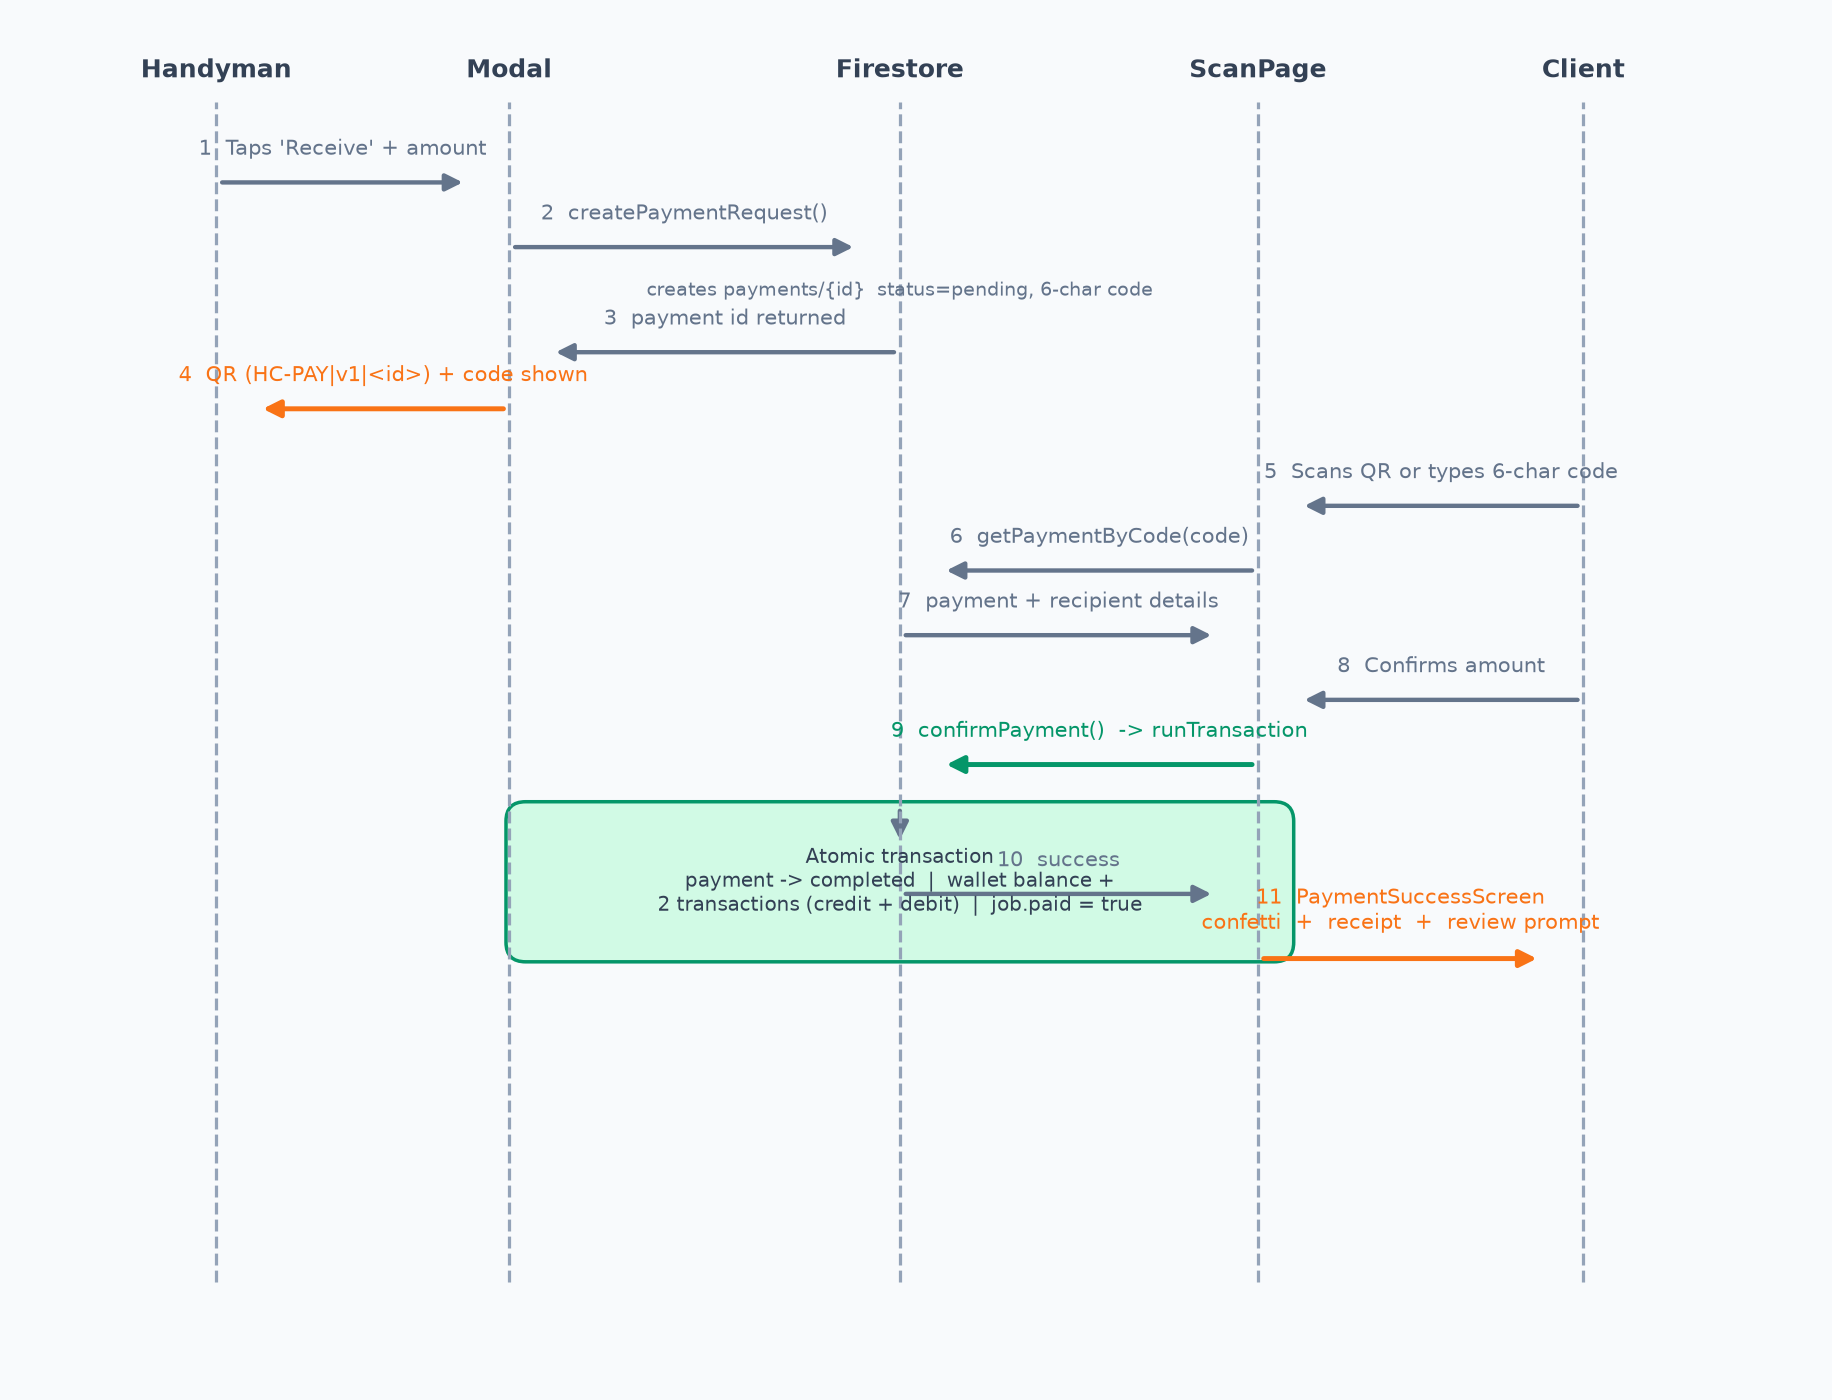 Handyman
Modal
Firestore
ScanPage
Client
1  Taps 'Receive' + amount
2  createPaymentRequest()
creates payments/{id}  status=pending, 6-char code
3  payment id returned
4  QR (HC-PAY|v1|<id>) + code shown
5  Scans QR or types 6-char code
6  getPaymentByCode(code)
7  payment + recipient details
8  Confirms amount
9  confirmPayment()  -> runTransaction
Atomic transaction
payment -> completed  |  wallet balance +
2 transactions (credit + debit)  |  job.paid = true
10  success
11  PaymentSuccessScreen
confetti  +  receipt  +  review prompt